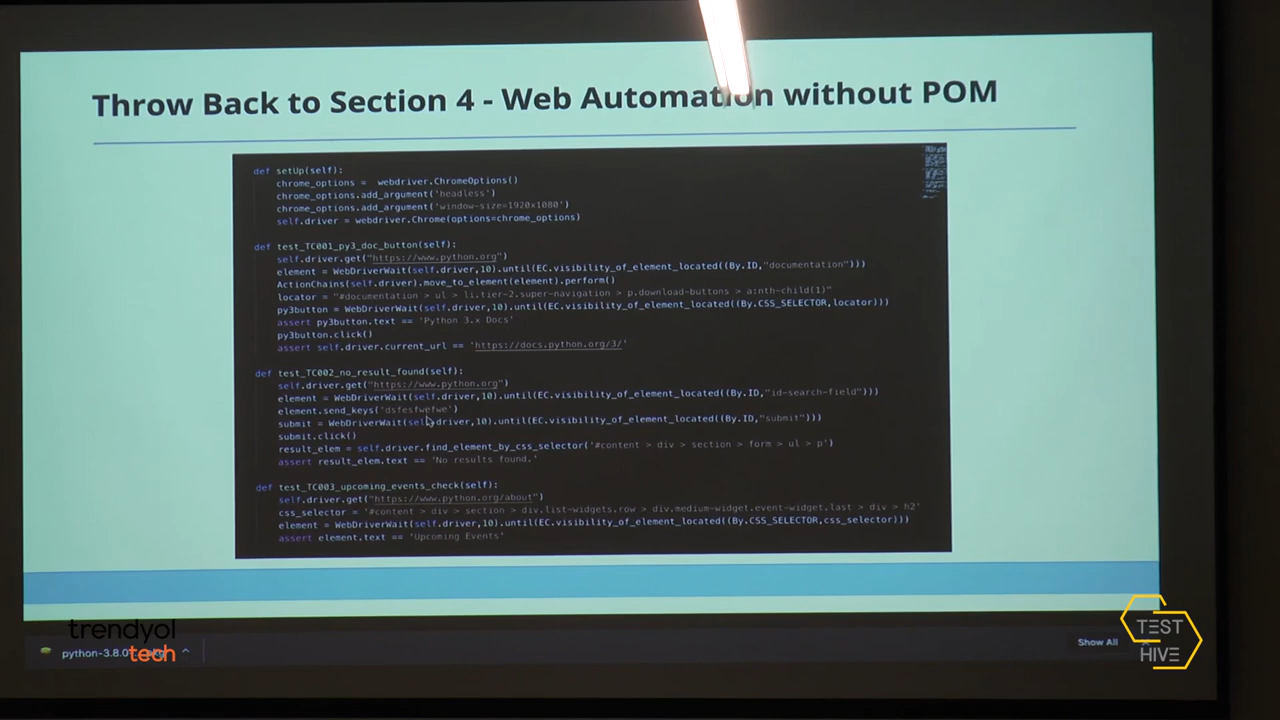 Throw Back to Section 4 - Web Automation without POM
def setUp(self):
chrome_options = webdriver.ChromeOptions()
chrome_options.add_argument('headless')
chrome_options.add_argument('window-size=1920x1080')
self.driver = webdriver.Chrome(options=chrome_options)
def test_TC001_py3_doc_button(self):
self.driver.get("https://www.python.org")
element = WebDriverWait(self.driver,10).until(EC.visibility_of_element_located((By.ID,"documentation")))
ActionChains(self.driver).move_to_element(element).perform()
locator = "#documentation > ul > li.tier-2.super-navigation > p.download-buttons > a:nth-child(1)"
py3button = WebDriverWait(self.driver,10).until(EC.visibility_of_element_located((By.CSS_SELECTOR,locator)))
assert py3button.text == 'Python 3.x Docs'
py3button.click()
assert self.driver.current_url == 'https://docs.python.org/3/'
def test_TC002_no_result_found(self):
self.driver.get("https://www.python.org")
element = WebDriverWait(self.driver,10).until(EC.visibility_of_element_located((By.ID,"id-search-field")))
element.send_keys('dsfesfwefwe')
submit = WebDriverWait(self.driver,10).until(EC.visibility_of_element_located((By.ID,"submit")))
submit.click()
result_elem = self.driver.find_element_by_css_selector('#content > div > section > form > ul > p')
assert result_elem.text == 'No results found.'
def test_TC003_upcoming_events_check(self):
self.driver.get("https://www.python.org/about")
css_selector = '#content > div > section > div.list-widgets.row > div.medium-widget.event-widget.last > div > h2'
element = WebDriverWait(self.driver,10).until(EC.visibility_of_element_located((By.CSS_SELECTOR,css_selector)))
assert element.text == 'Upcoming Events'
trendyol
tech
python-3.8.0
Show All
TEST
HIVE